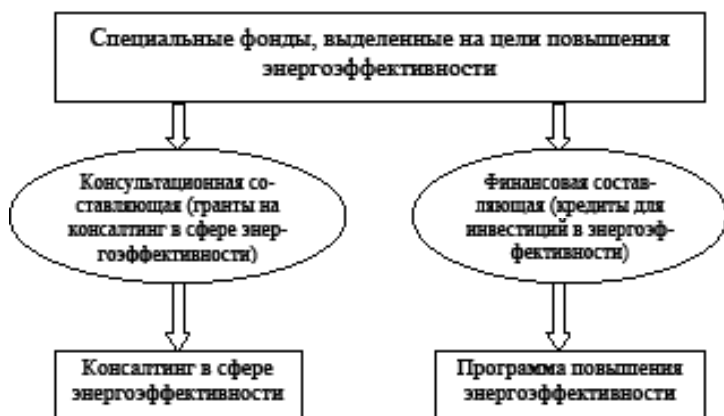 Специальные фонды, выделенные на цели повышения
энергоэффективности
Консультационная со-
ставляющая (гранты на
консалтинг в сфере энер-
гоэффективности)
Финансовая состав-
ляющая (кредиты для
инвестиций в энергоэф-
фективности)
Консалтинг в сфере
энергоэффективности
Программа повышения
энергоэффективности